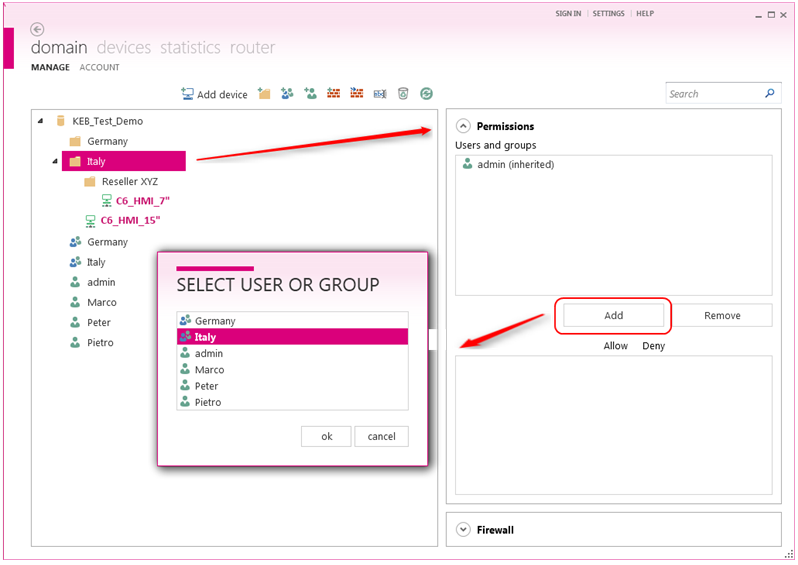 SIGN IN SETTINGS HELP
domain devices statistics router
MANAGE ACCOUNT
Add device
Search
KEB_Test_Demo
Germany
Italy
Reseller XYZ
C6_HMI_7"
C6_HMI_15"
Germany
Italy
admin
Marco
Peter
Pietro
SELECT USER OR GROUP
Germany
Italy
admin
Marco
Peter
Pietro
ok cancel
Permissions
Users and groups
admin (inherited)
Add Remove
Allow Deny
Firewall